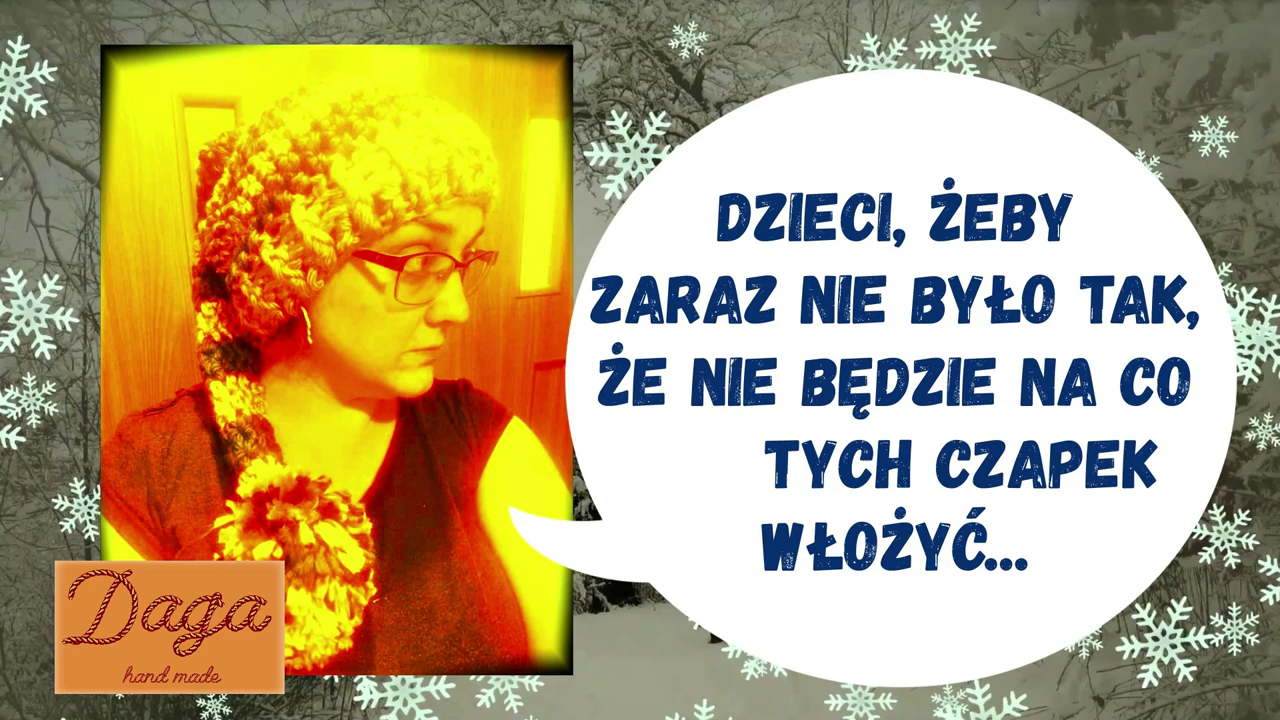 DZIECI, ŻEBY
ZARAZ NIE BYŁO TAK,
ŻE NIE BĘDZIE NA CO
TYCH CZAPEK
WŁOŻYĆ...
Daga
hand made